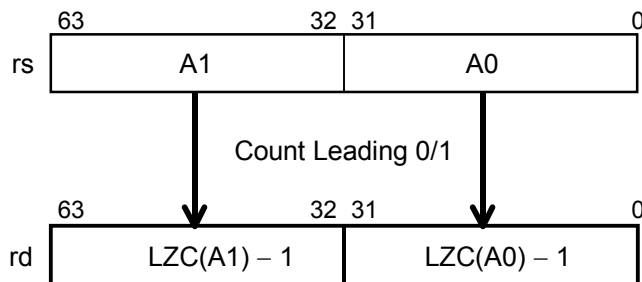 63 32 31 0
rs A1 A0
Count Leading 0/1
63 32 31 0
rd LZC(A1) – 1 LZC(A0) – 1